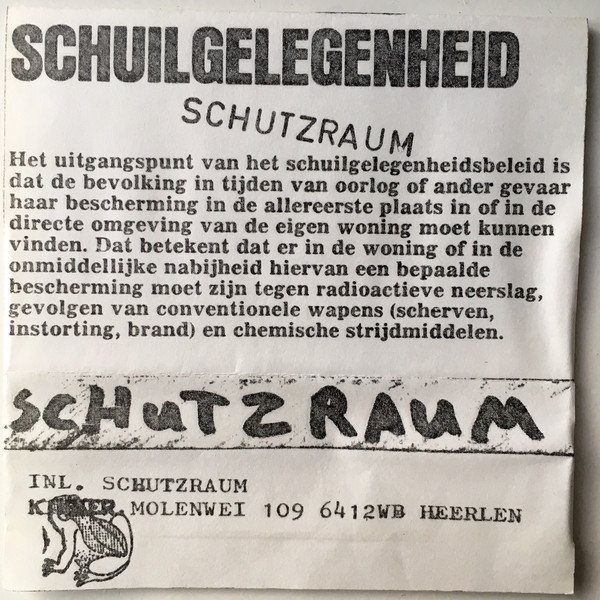 SCHUILGELEGENHEID
SCHUTZRAUM
Het uitgangspunt van het schuilgelegenheidsbeleid is
dat de bevolking in tijden van oorlog of ander gevaar
haar bescherming in de allereerste plaats in of in de
directe omgeving van de eigen woning moet kunnen
vinden. Dat betekent dat er in de woning of in de
onmiddellijke nabijheid hiervan een bepaalde
bescherming moet zijn tegen radioactieve neerslag,
gevolgen van conventionele wapens (scherven,
instorting, brand) en chemische strijdmiddelen.
SCHUTZRAUM
INL. SCHUTZRAUM
MOLENWEI 109 6412WB HEERLEN